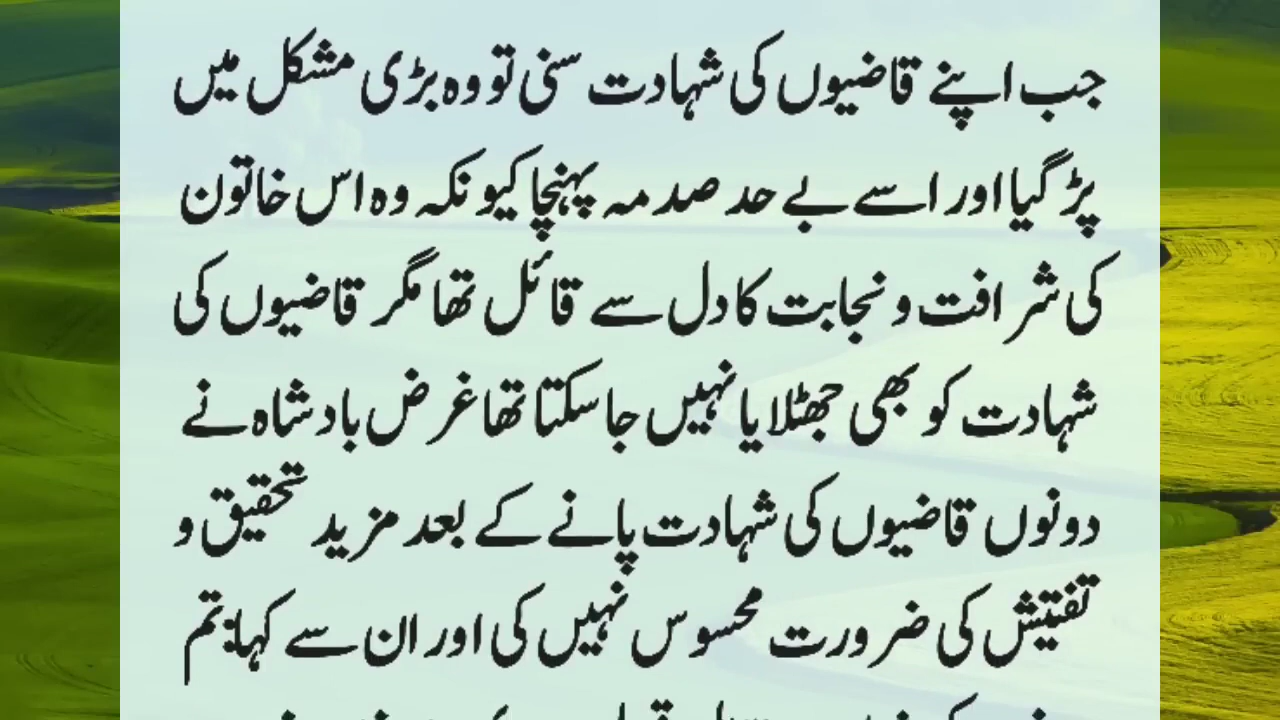 جب اپنے قاضیوں کی شہادت سنی تو وہ بڑی مشکل میں
پڑ گیا اور اسے بے حد صدمہ پہنچا کیونکہ وہ اس خاتون
کی شرافت و نجابت کا دل سے قائل تھا مگر قاضیوں کی
شہادت کو بھی جھٹلایا نہیں جا سکتا تھا غرض بادشاہ نے
دونوں قاضیوں کی شہادت پانے کے بعد مزید تحقیق و
تفتیش کی ضرورت محسوس نہیں کی اور ان سے کہا: تم